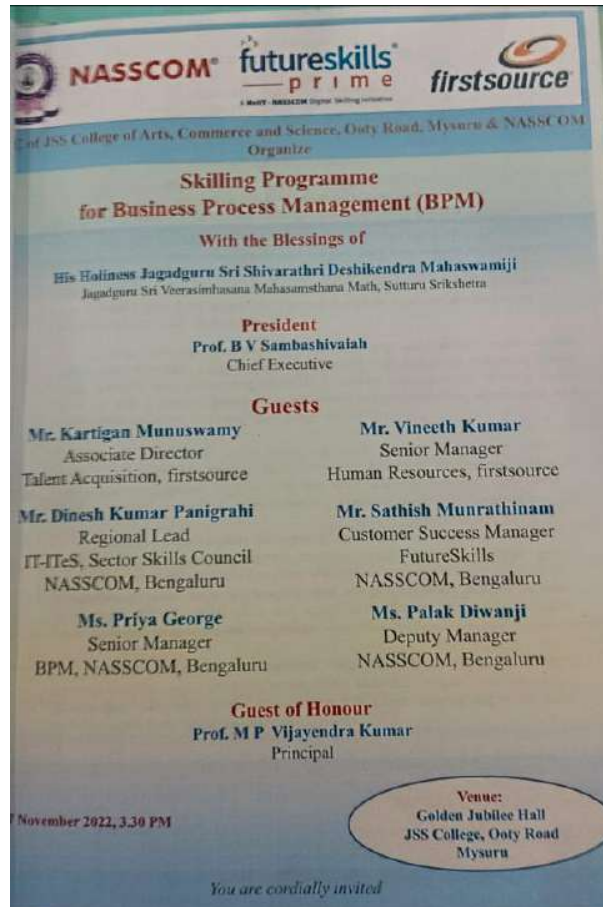 NASSCOM®
futureskills®
prime
A MeitY - NASSCOM Digital Skilling Initiative
firstsource®
of JSS College of Arts, Commerce and Science, Ooty Road, Mysuru & NASSCOM
Organize
Skilling Programme
for Business Process Management (BPM)
With the Blessings of
His Holiness Jagadguru Sri Shivarathri Deshikendra Mahaswamiji
Jagadguru Sri Veerasimhasana Mahasamsthana Math, Sutturu Srikshetra
President
Prof. B V Sambashivaiah
Chief Executive
Guests
Mr. Kartigan Munuswamy
Associate Director
Talent Acquisition, firstsource
Mr. Vineeth Kumar
Senior Manager
Human Resources, firstsource
Mr. Dinesh Kumar Panigrahi
Regional Lead
IT-ITeS, Sector Skills Council
NASSCOM, Bengaluru
Mr. Sathish Munrathinam
Customer Success Manager
FutureSkills
NASSCOM, Bengaluru
Ms. Priya George
Senior Manager
BPM, NASSCOM, Bengaluru
Ms. Palak Diwanji
Deputy Manager
NASSCOM, Bengaluru
Guest of Honour
Prof. M P Vijayendra Kumar
Principal
November 2022, 3.30 PM
Venue:
Golden Jubilee Hall
JSS College, Ooty Road
Mysuru
You are cordially invited